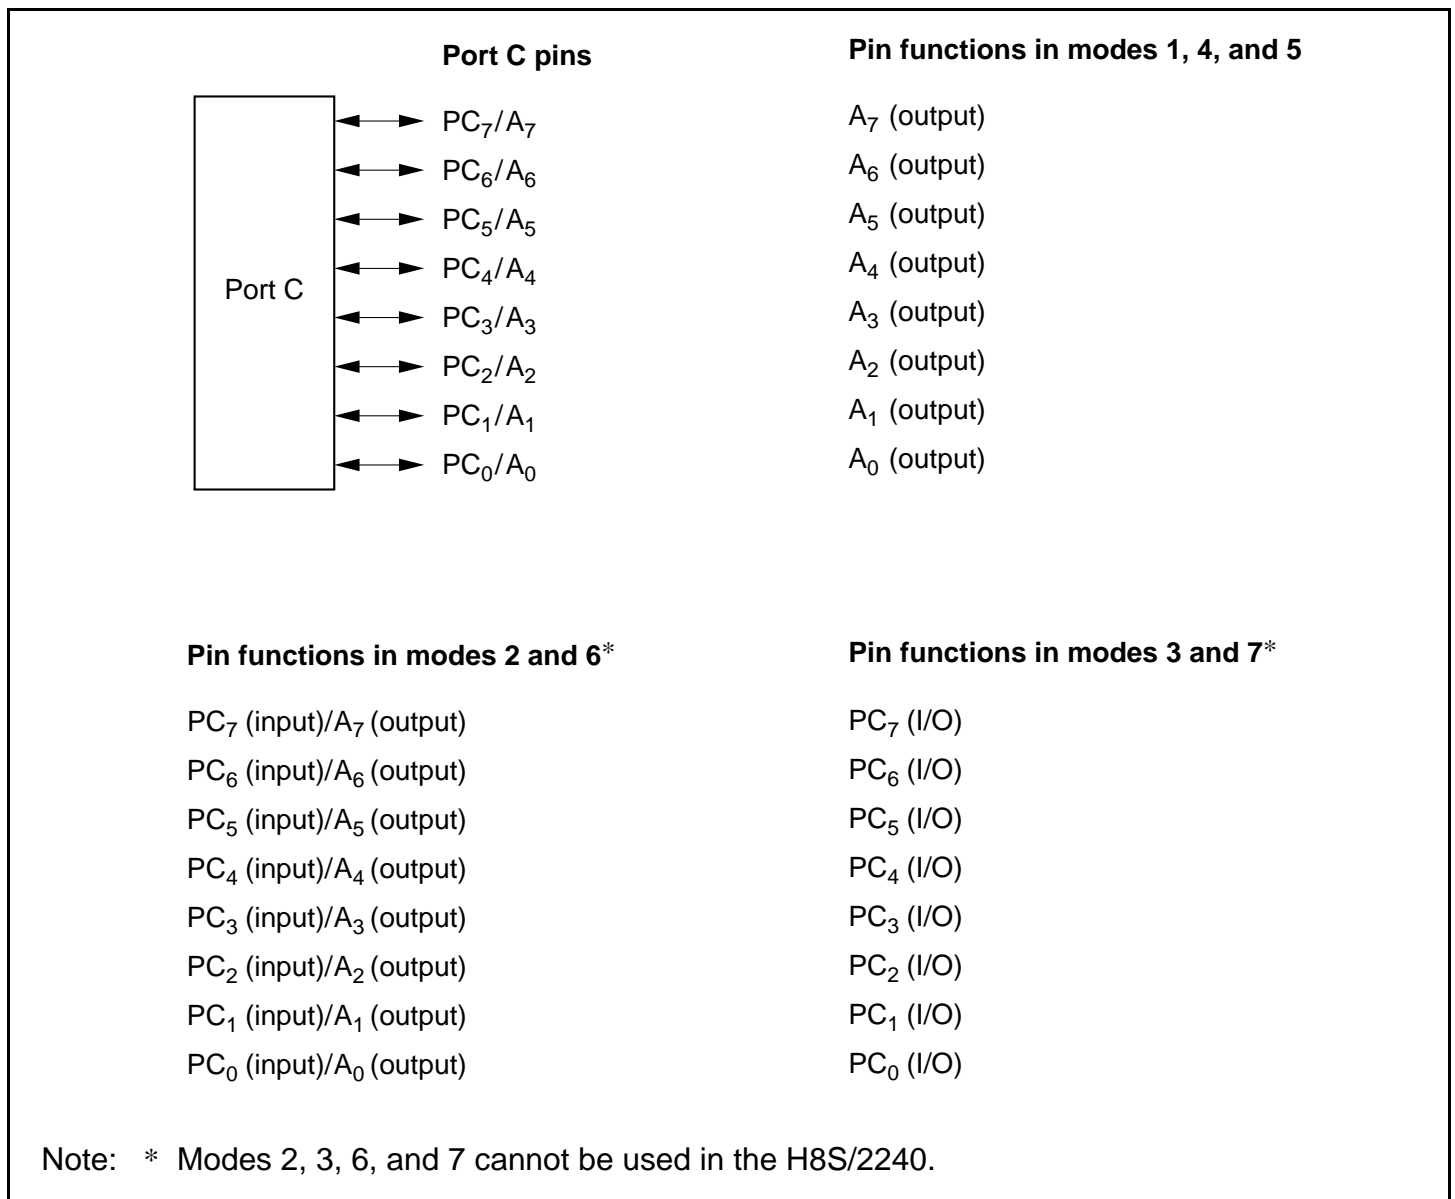 Port C pins
Pin functions in modes 1, 4, and 5
Port C
PC7/A7
A7 (output)
PC6/A6
A6 (output)
PC5/A5
A5 (output)
PC4/A4
A4 (output)
PC3/A3
A3 (output)
PC2/A2
A2 (output)
PC1/A1
A1 (output)
PC0/A0
A0 (output)
Pin functions in modes 2 and 6*
PC7 (input)/A7 (output)
PC6 (input)/A6 (output)
PC5 (input)/A5 (output)
PC4 (input)/A4 (output)
PC3 (input)/A3 (output)
PC2 (input)/A2 (output)
PC1 (input)/A1 (output)
PC0 (input)/A0 (output)
Pin functions in modes 3 and 7*
PC7 (I/O)
PC6 (I/O)
PC5 (I/O)
PC4 (I/O)
PC3 (I/O)
PC2 (I/O)
PC1 (I/O)
PC0 (I/O)
Note: * Modes 2, 3, 6, and 7 cannot be used in the H8S/2240.